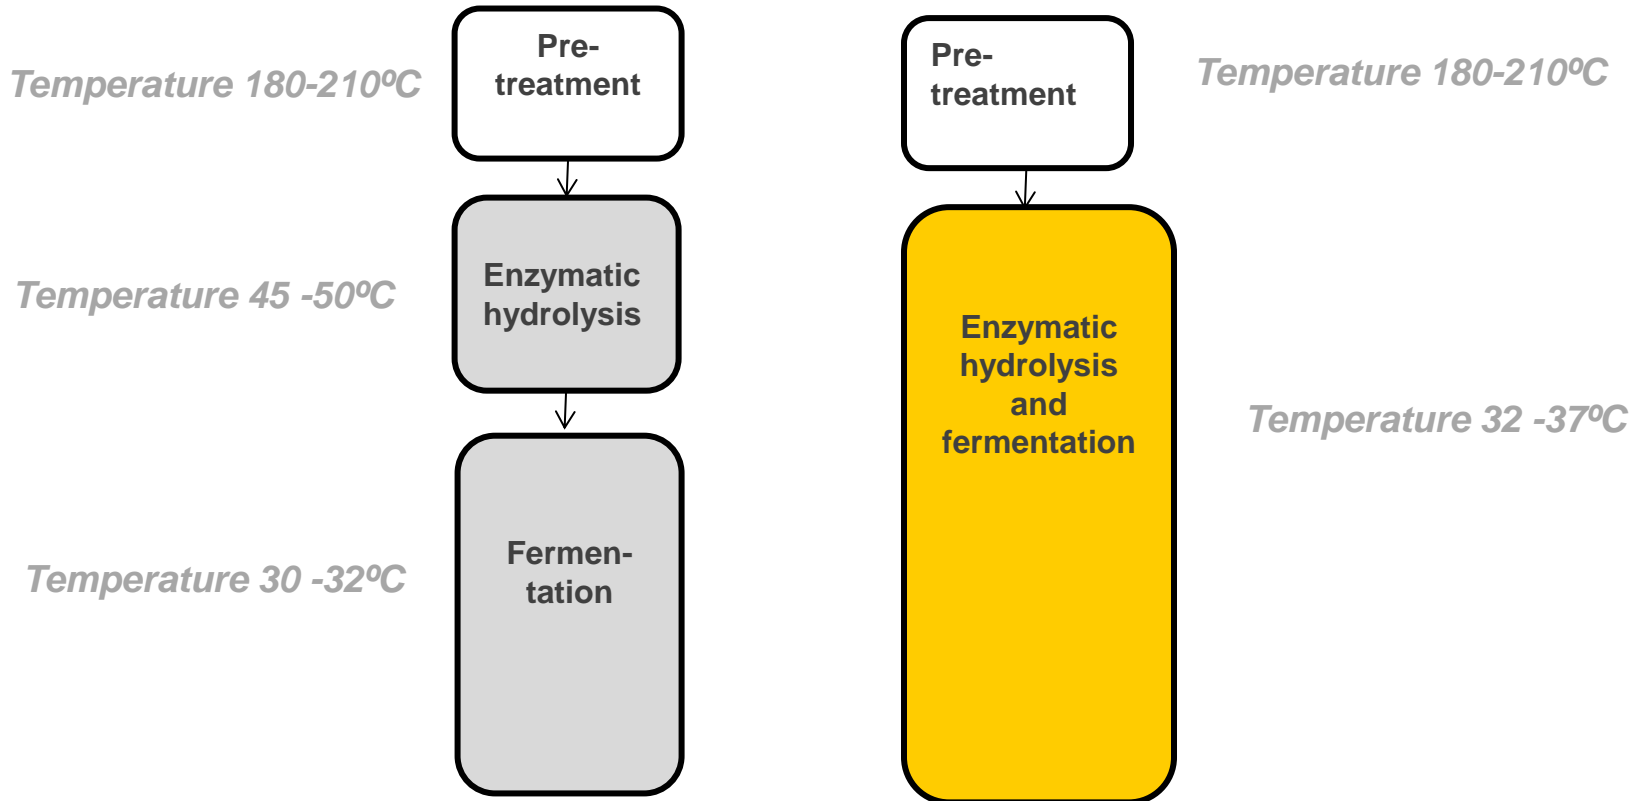 Pre-
treatment
Temperature 180-210ºC
Enzymatic
hydrolysis
Temperature 45 -50ºC
Fermen-
tation
Temperature 30 -32ºC
Pre-
treatment
Temperature 180-210ºC
Enzymatic
hydrolysis
and
fermentation
Temperature 32 -37ºC